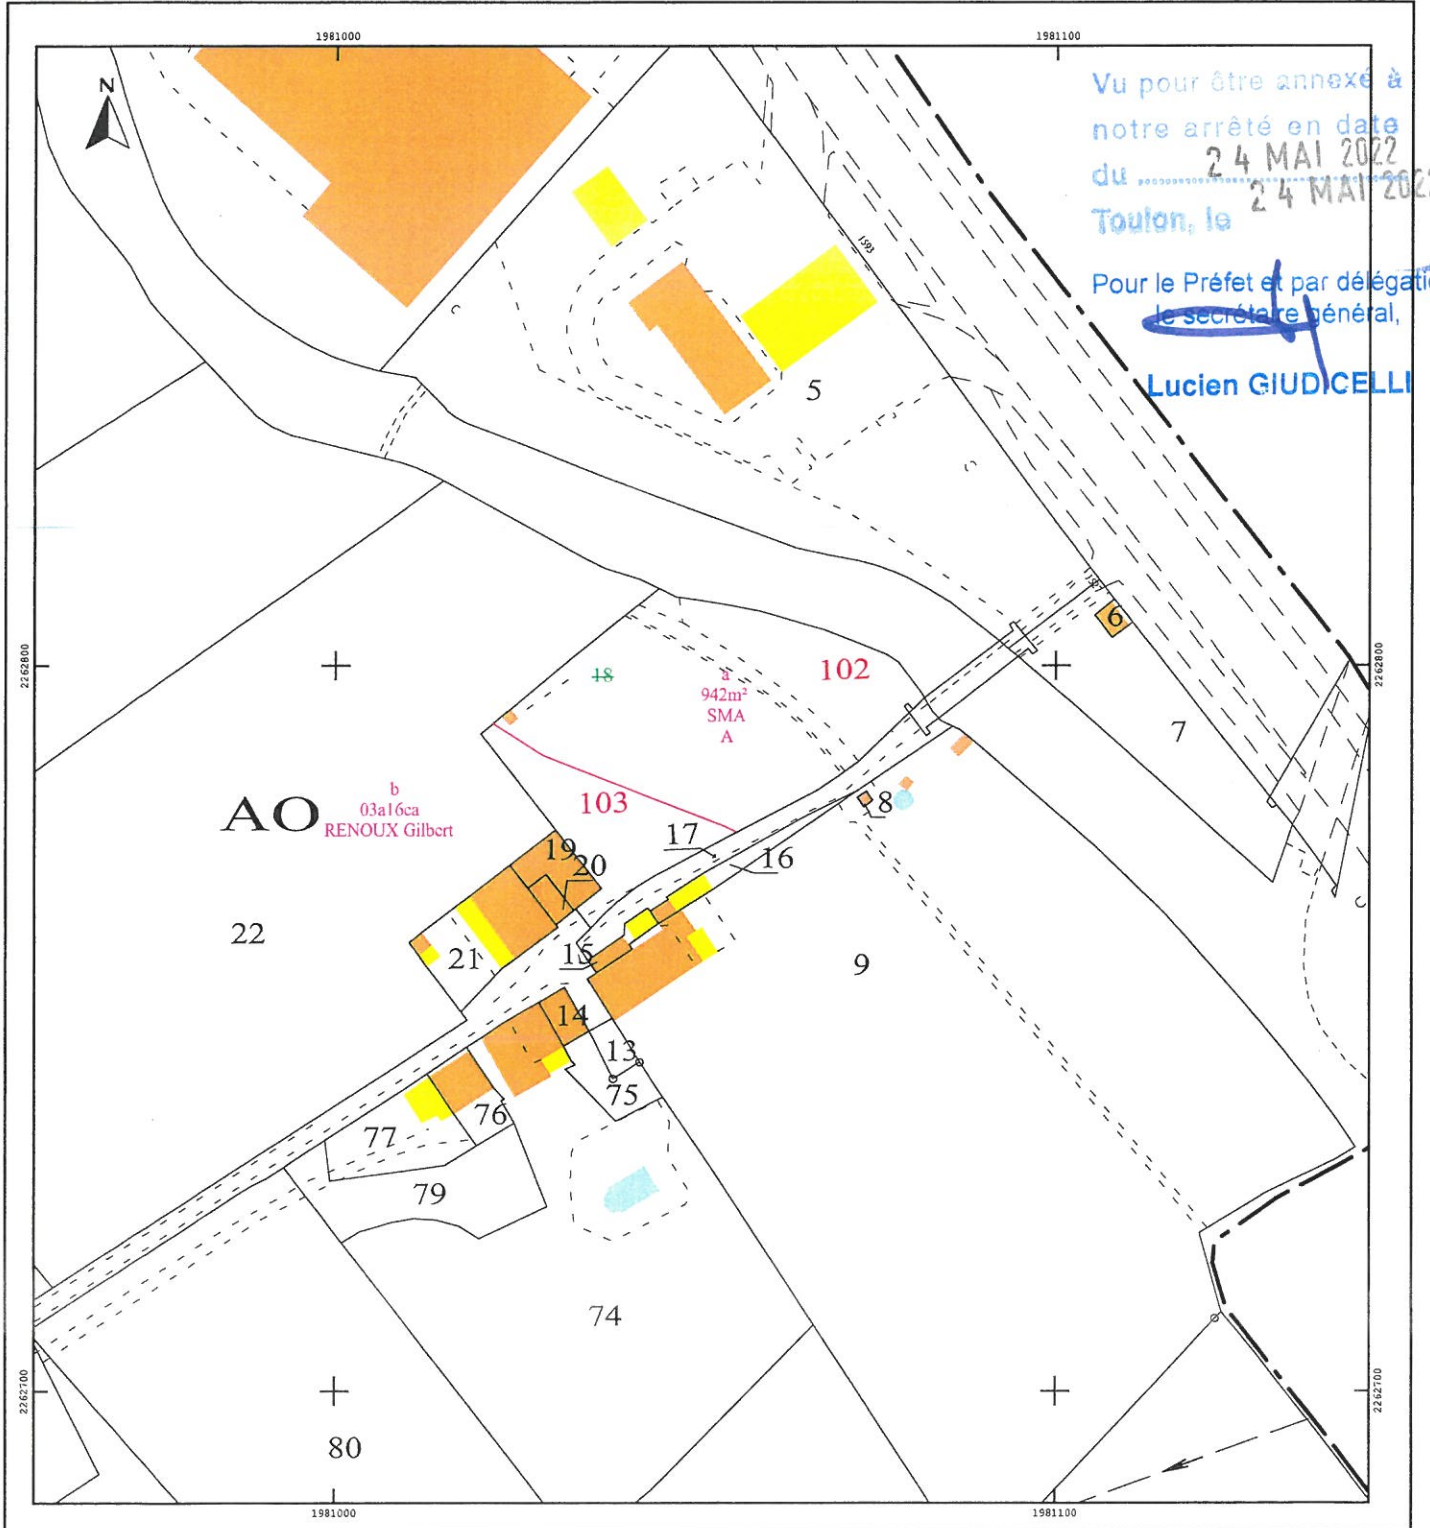 1981000
1981100
N
Vu pour être annexé à
notre arrêté en date
du 24 MAI 2022
24 MAI 202
Toulon, le
Pour le Préfet et par délégati
le secrétaire général,
Lucien GIUDICELLI
1593
5
6
2262800
2262800
18
a
942m²
SMA
A
102
7
b
03a16ca
RENOUX Gilbert
AO
103
8
17
16
19
20
22
21
15
9
14
13
75
76
77
79
74
2262700
2262700
80
1981000
1981100